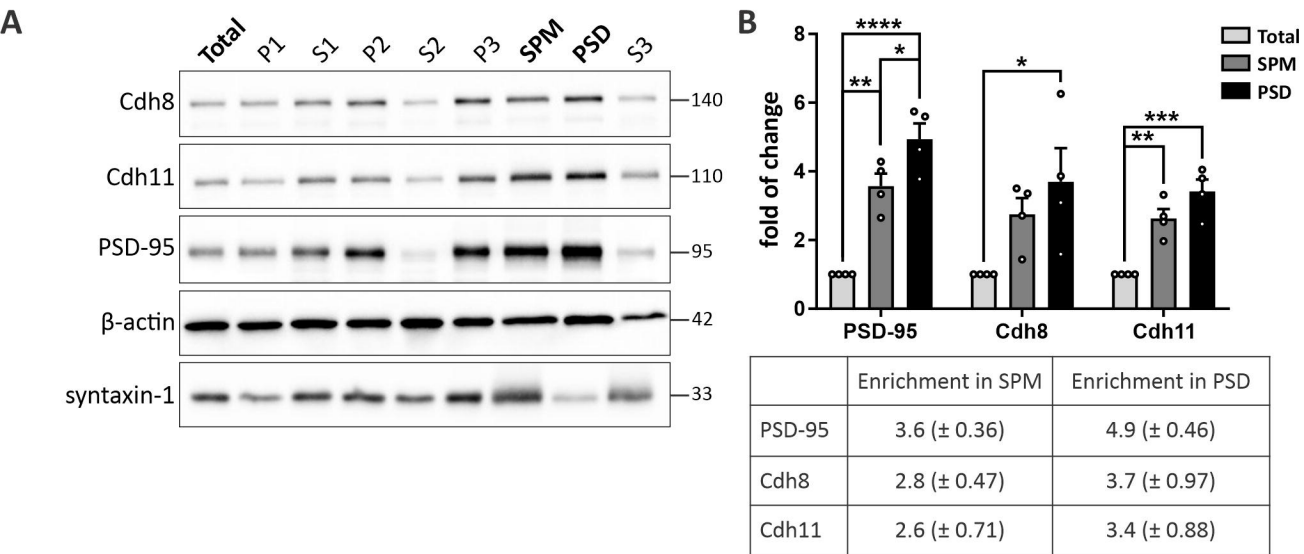 A
Total P1 S1 P2 S2 P3 SPM PSD S3
Cdh8 140
Cdh11 110
PSD-95 95
β-actin 42
syntaxin-1 33
B
fold of change
8
6
4
2
0
**** ** * * *** **
Total
SPM
PSD
PSD-95 Cdh8 Cdh11
Enrichment in SPM Enrichment in PSD
PSD-95 3.6 (± 0.36) 4.9 (± 0.46)
Cdh8 2.8 (± 0.47) 3.7 (± 0.97)
Cdh11 2.6 (± 0.71) 3.4 (± 0.88)